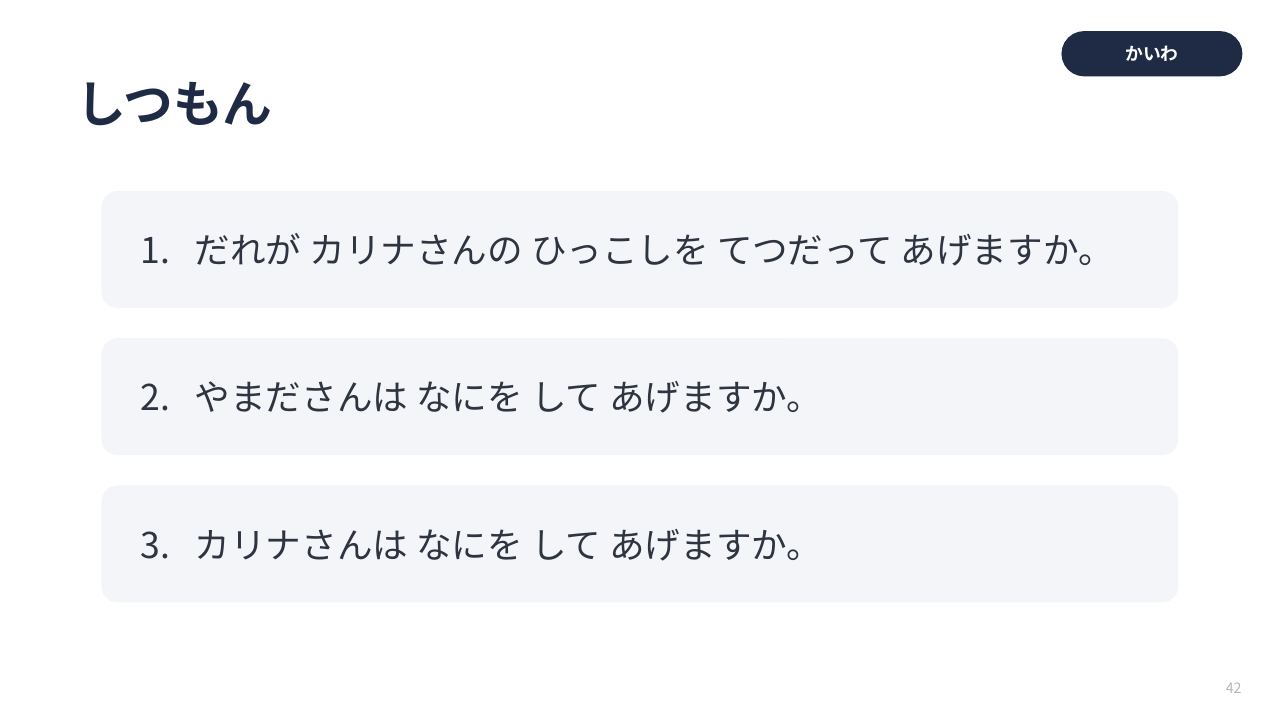 かいわ
しつもん
1. だれが カリナさんの ひっこしを てつだって あげますか。
2. やまださんは なにを して あげますか。
3. カリナさんは なにを して あげますか。
42